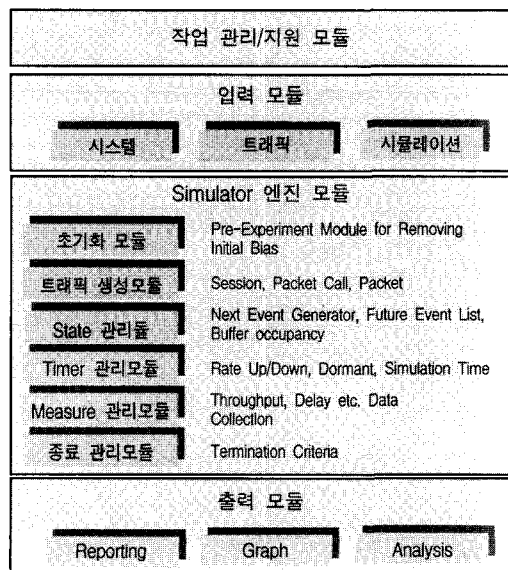 작업 관리/지원 모듈
입력 모듈
시스템 트래픽 시뮬레이션
Simulator 엔진 모듈
초기화 모듈 Pre-Experiment Module for Removing
Initial Bias
트래픽 생성모듈 Session, Packet Call, Packet
State 관리듈 Next Event Generator, Future Event List,
Buffer occupancy
Timer 관리모듈 Rate Up/Down, Dormant, Simulation Time
Measure 관리모듈 Throughput, Delay etc. Data
Collection
종료 관리모듈 Termination Criteria
출력 모듈
Reporting Graph Analysis